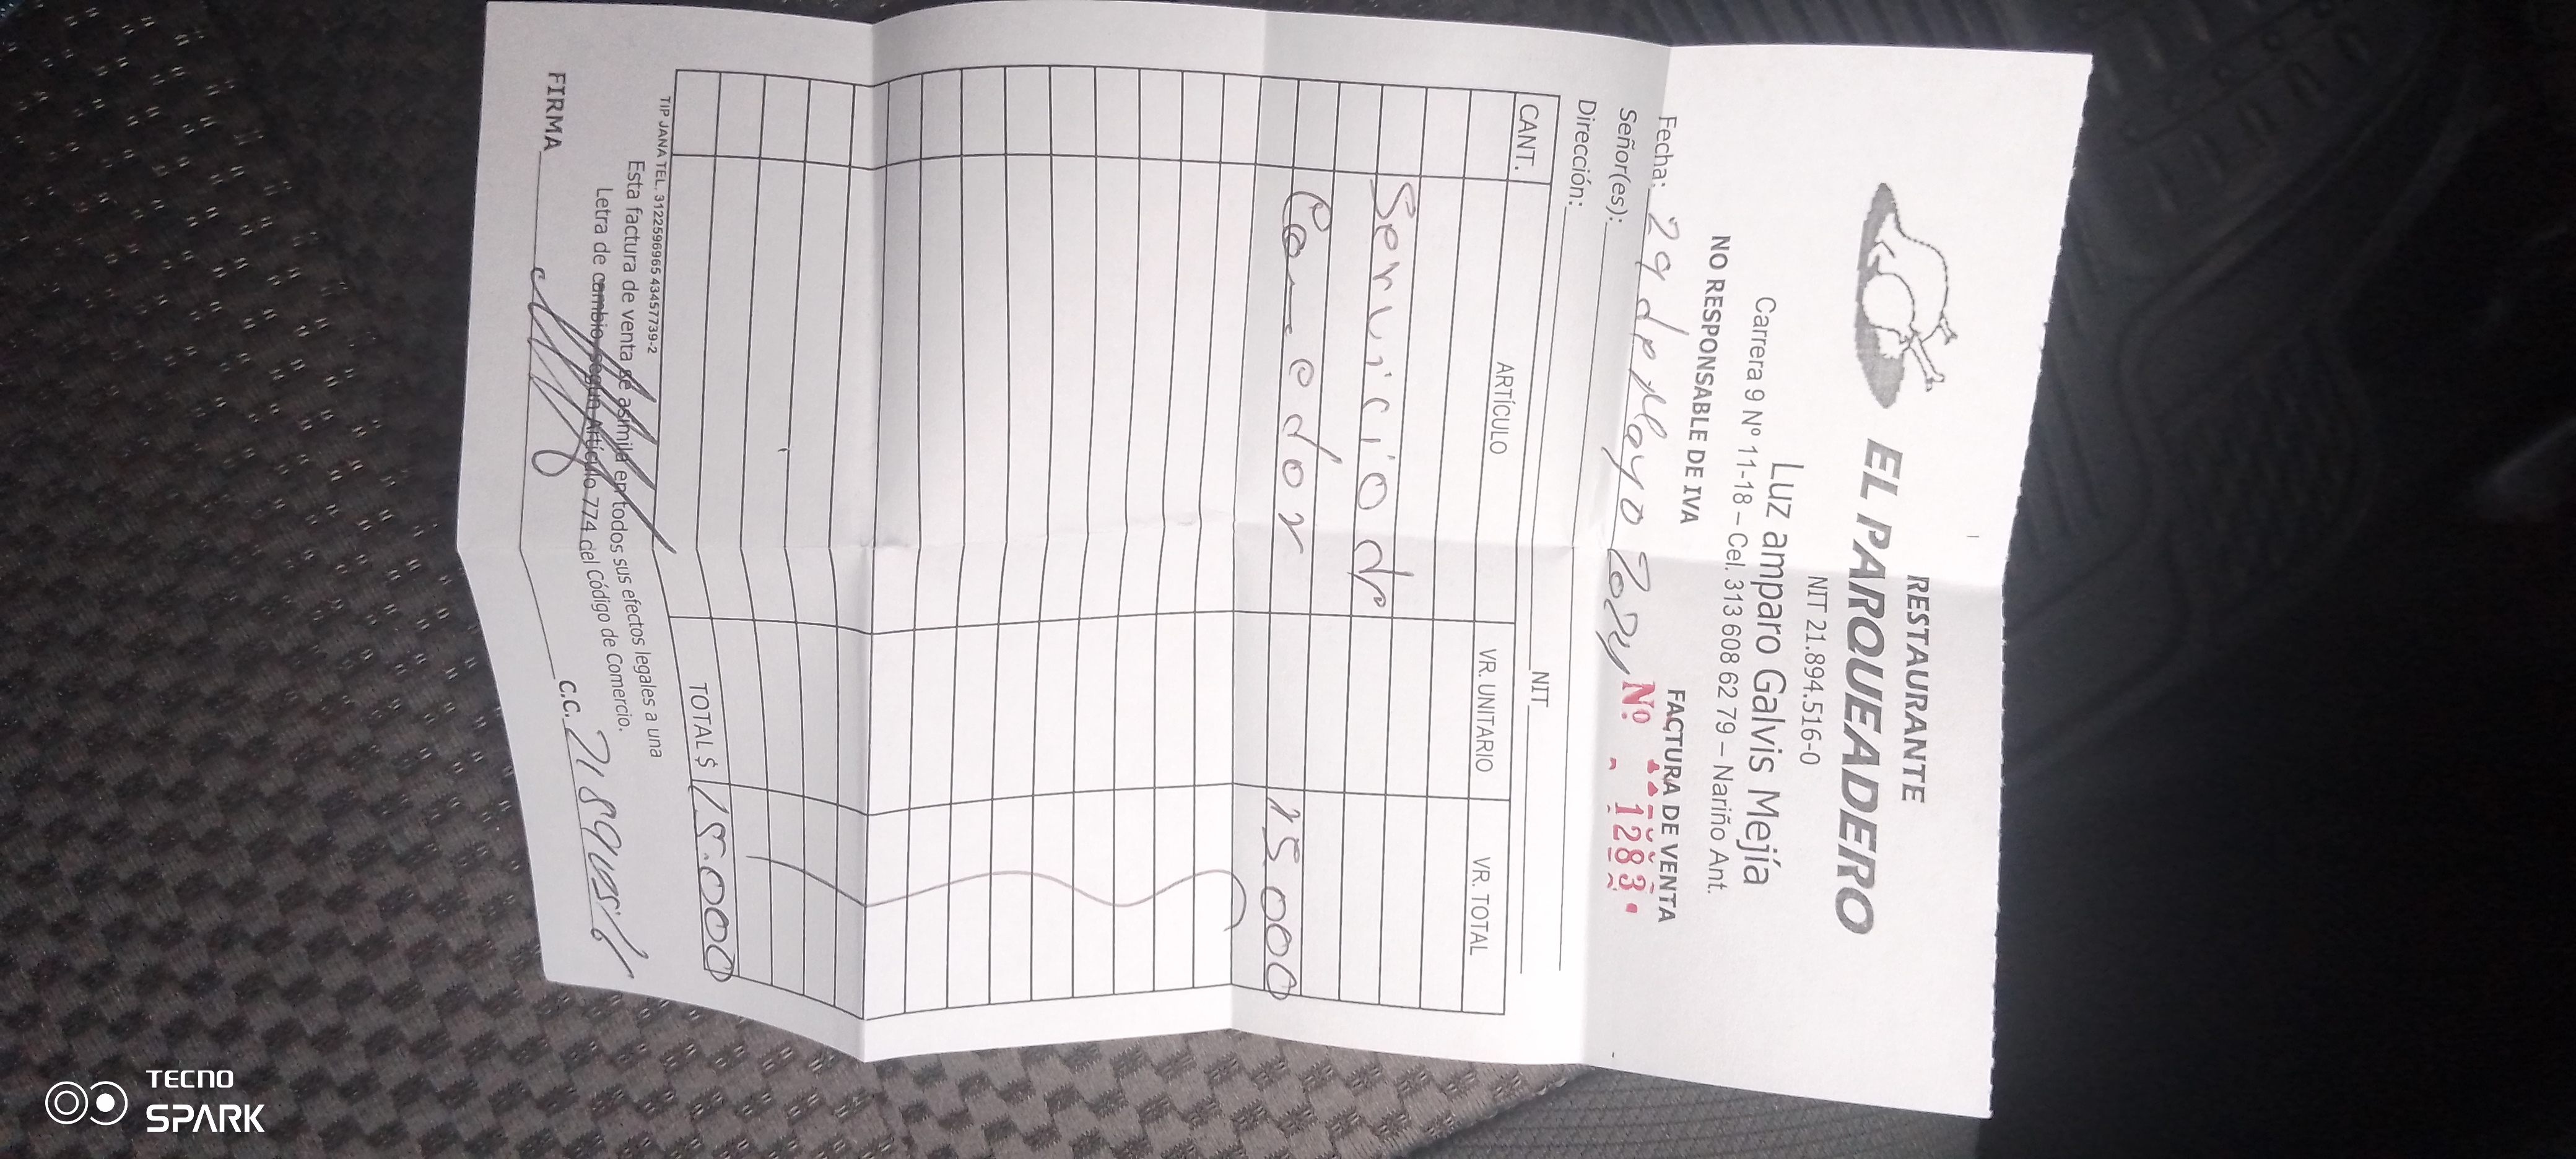 RESTAURANTE
EL PARQUEADERO
NIT 21.894.516-0
Luz amparo Galvis Mejía
Carrera 9 Nº 11-18 – Cel. 313 608 62 79 – Nariño Ant.
NO RESPONSABLE DE IVA
FACTURA DE VENTA
Fecha: 29 de Mayo
Nº 1283
Señor(es):
Dirección: NIT
CANT. ARTÍCULO VR. UNITARIO VR. TOTAL
Servicio de
Comedor 15.000
TOTAL $ 15.000
TIP JANA TEL. 3122596965 43457739-2
Esta factura de venta se asimila en todos sus efectos legales a una
Letra de cambio según Artículo 774 del Código de Comercio.
FIRMA C.C.
TECNO
SPARK